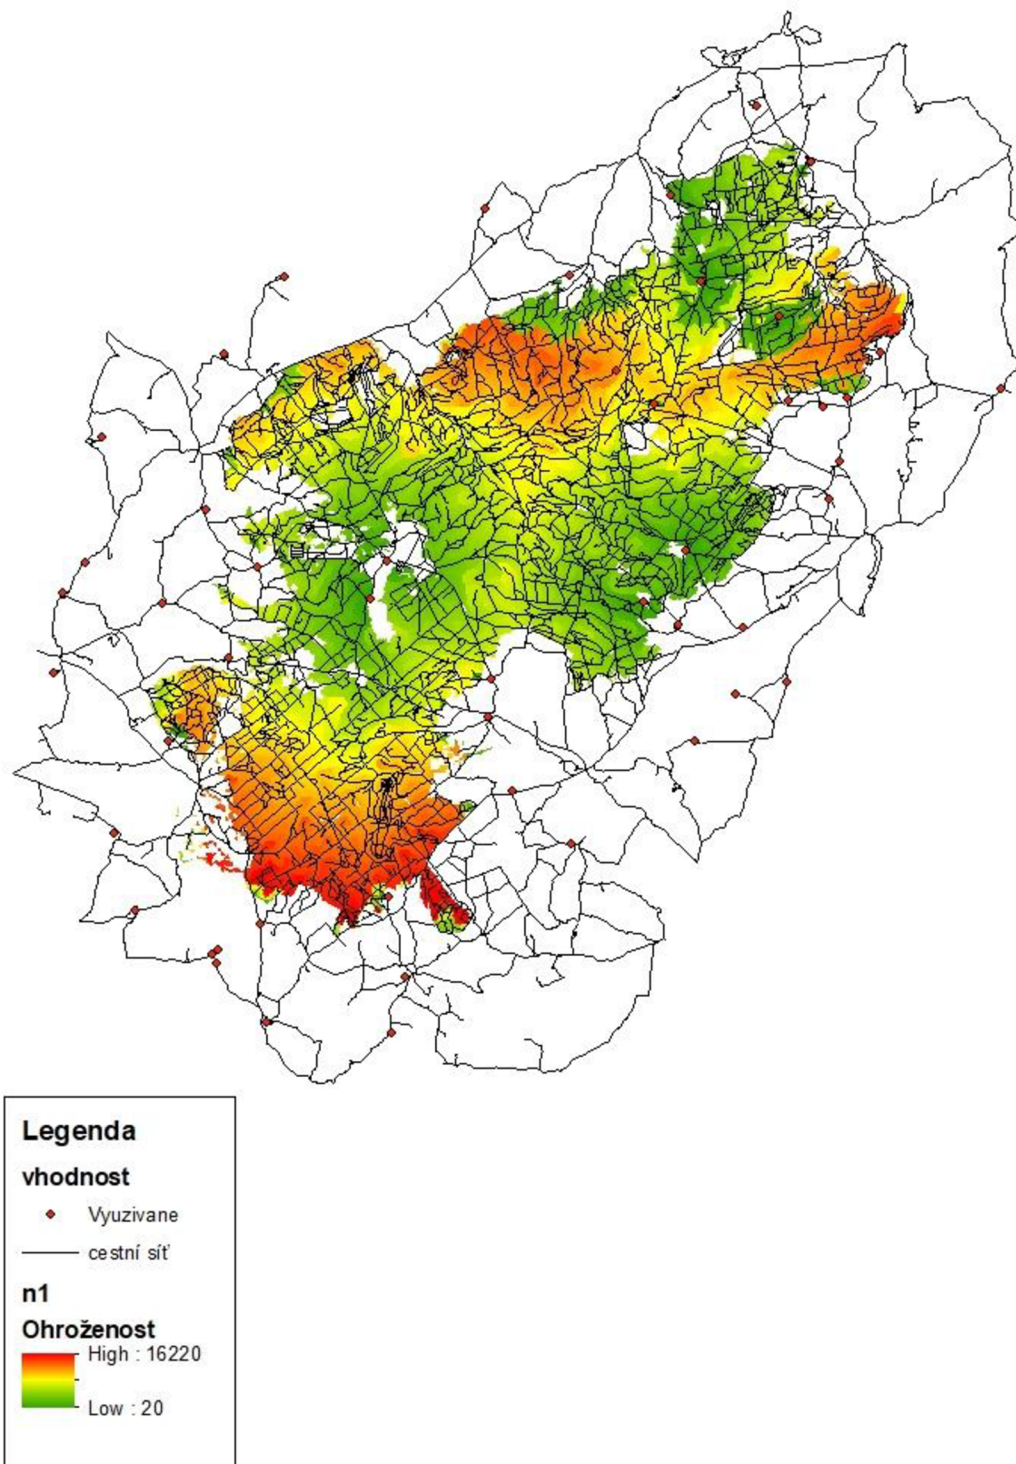 Legenda
vhodnost
Vyuzivane
cestní síť
n1
Ohroženost
High : 16220
Low : 20